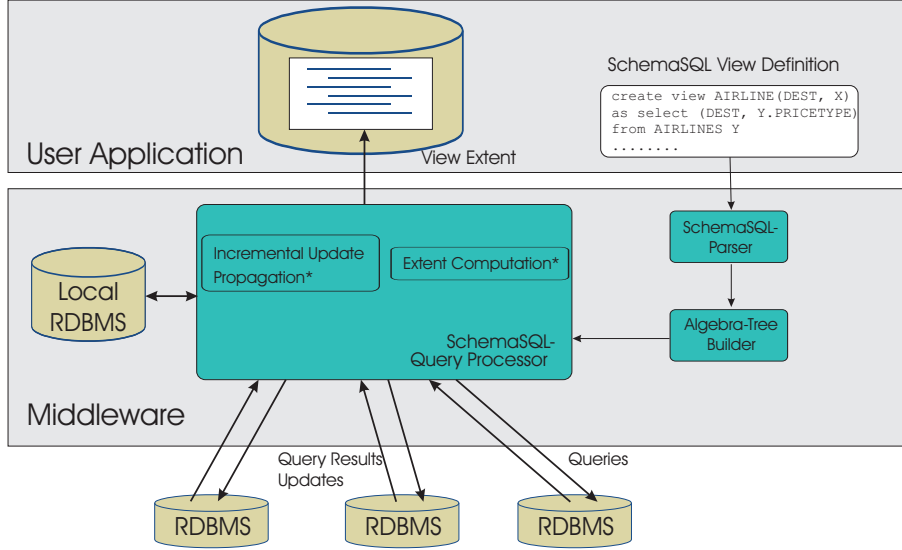 SchemaSQL View Definition
create view AIRLINE(DEST, X)
as select (DEST, Y.PRICETYPE)
from AIRLINES Y
........
User Application
View Extent
Incremental Update
Propagation*
Extent Computation*
SchemaSQL-
Parser
Local
RDBMS
Algebra-Tree
Builder
SchemaSQL-
Query Processor
Middleware
Query Results
Updates
Queries
RDBMS
RDBMS
RDBMS